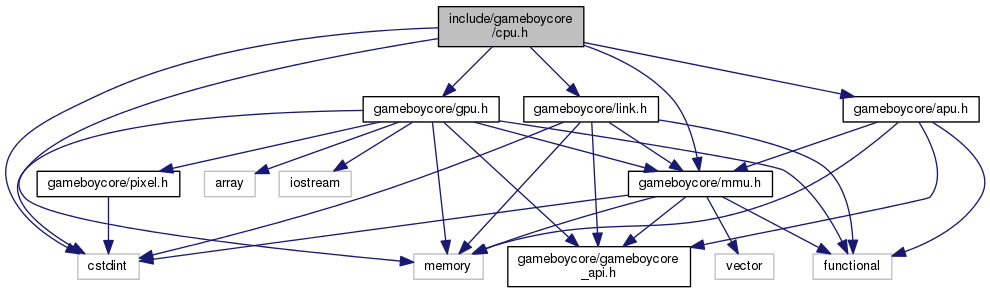 include/gameboycore
/cpu.h
gameboycore/gpu.h
gameboycore/link.h
gameboycore/apu.h
gameboycore/pixel.h
array
iostream
gameboycore/mmu.h
cstdint
memory
gameboycore/gameboycore
_api.h
vector
functional